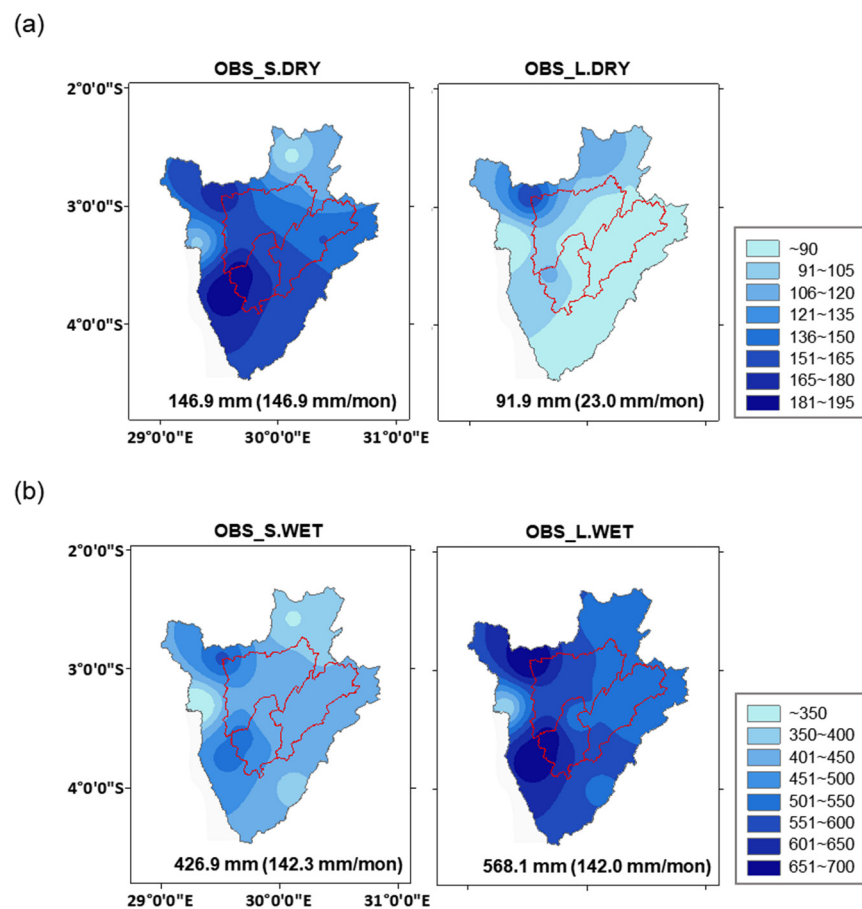 (a)
OBS_S.DRY
OBS_L.DRY
2°0'0"S
3°0'0"S
4°0'0"S
146.9 mm (146.9 mm/mon)
91.9 mm (23.0 mm/mon)
29°0'0"E
30°0'0"E
31°0'0"E
~90
91~105
106~120
121~135
136~150
151~165
165~180
181~195
(b)
OBS_S.WET
OBS_L.WET
2°0'0"S
3°0'0"S
4°0'0"S
426.9 mm (142.3 mm/mon)
568.1 mm (142.0 mm/mon)
29°0'0"E
30°0'0"E
31°0'0"E
~350
350~400
401~450
451~500
501~550
551~600
601~650
651~700